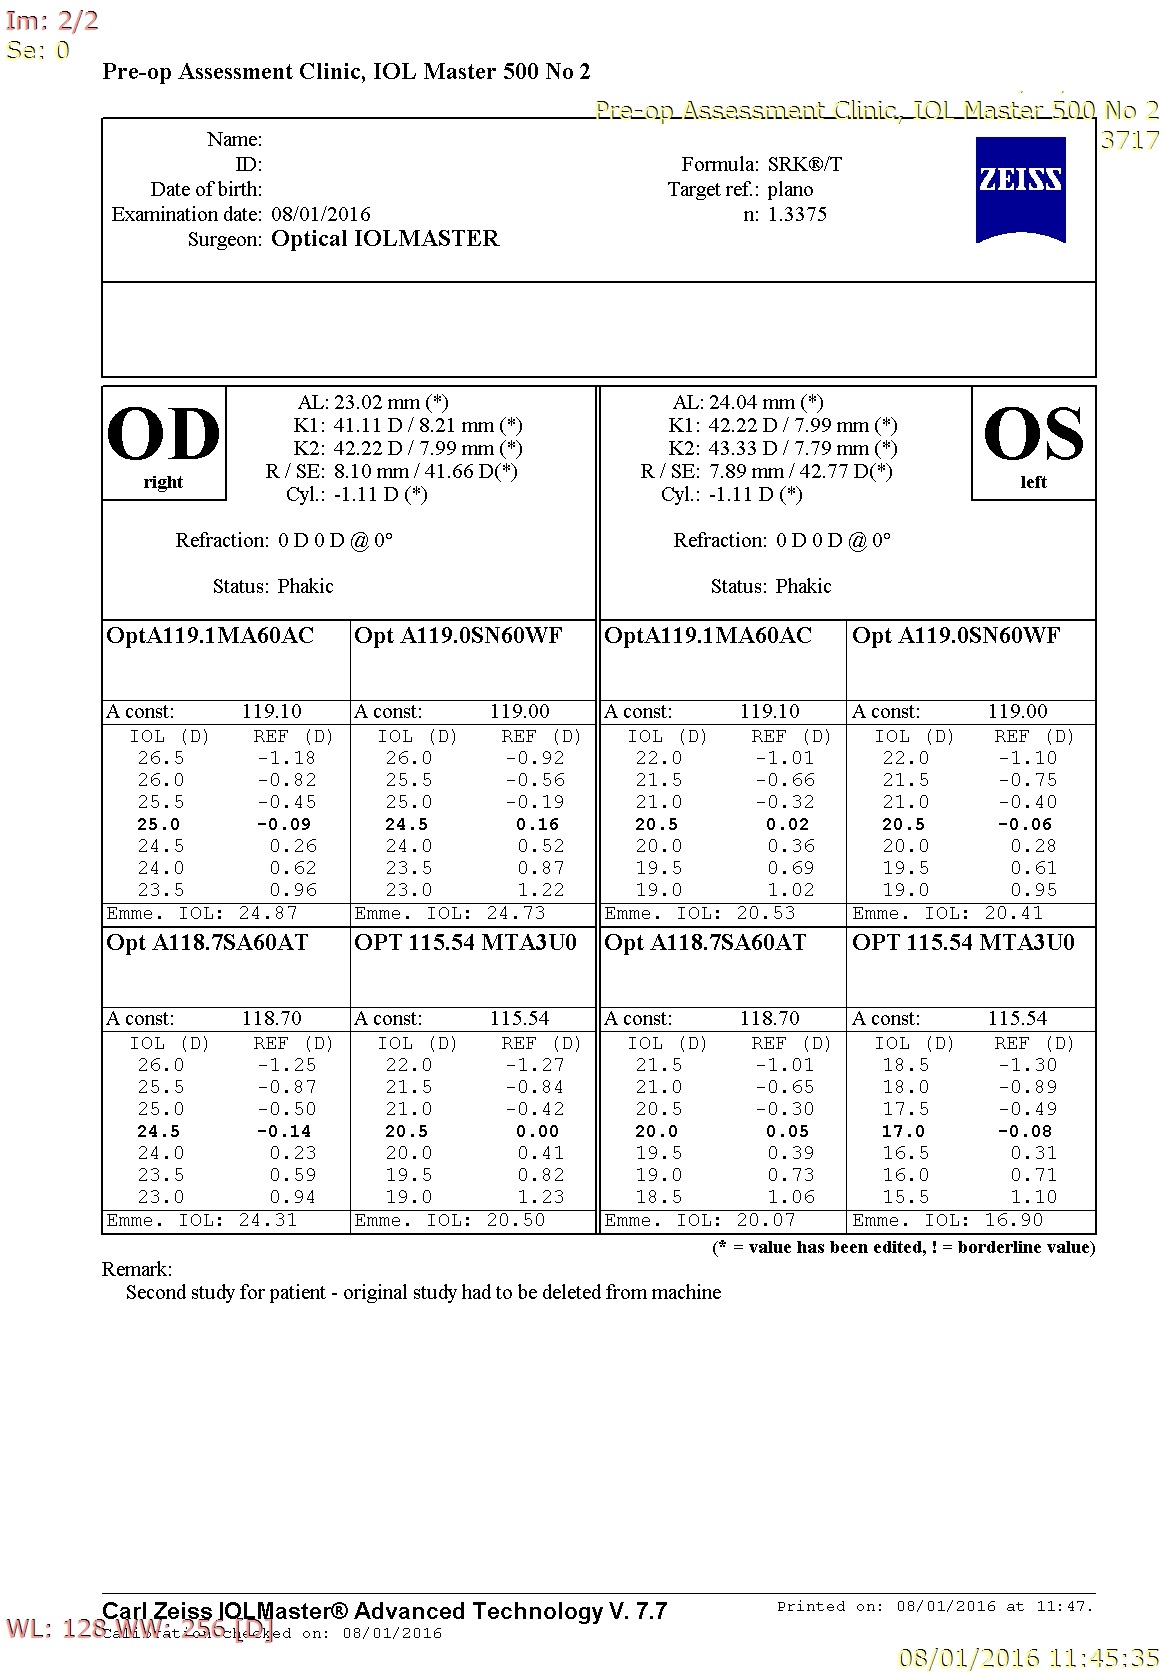 Im: 2/2
Se: 0
Pre-op Assessment Clinic, IOL Master 500 No 2
Pre-op Assessment Clinic, IOL Master 500 No 2
3717
Name:
ID: Formula: SRK®/T
Date of birth: Target ref.: plano
Examination date: 08/01/2016 n: 1.3375
Surgeon: Optical IOLMASTER
ZEISS
OD
right
AL: 23.02 mm (*)
K1: 41.11 D / 8.21 mm (*)
K2: 42.22 D / 7.99 mm (*)
R / SE: 8.10 mm / 41.66 D(*)
Cyl.: -1.11 D (*)
Refraction: 0 D 0 D @ 0°
Status: Phakic
AL: 24.04 mm (*)
K1: 42.22 D / 7.99 mm (*)
K2: 43.33 D / 7.79 mm (*)
R / SE: 7.89 mm / 42.77 D(*)
Cyl.: -1.11 D (*)
Refraction: 0 D 0 D @ 0°
Status: Phakic
OS
left
OptA119.1MA60AC Opt A119.0SN60WF OptA119.1MA60AC Opt A119.0SN60WF
A const: 119.10 A const: 119.00 A const: 119.10 A const: 119.00
IOL (D) REF (D) IOL (D) REF (D) IOL (D) REF (D) IOL (D) REF (D)
26.5 -1.18 26.0 -0.92 22.0 -1.01 22.0 -1.10
26.0 -0.82 25.5 -0.56 21.5 -0.66 21.5 -0.75
25.5 -0.45 25.0 -0.19 21.0 -0.32 21.0 -0.40
25.0 -0.09 24.5 0.16 20.5 0.02 20.5 -0.06
24.5 0.26 24.0 0.52 20.0 0.36 20.0 0.28
24.0 0.62 23.5 0.87 19.5 0.69 19.5 0.61
23.5 0.96 23.0 1.22 19.0 1.02 19.0 0.95
Emme. IOL: 24.87 Emme. IOL: 24.73 Emme. IOL: 20.53 Emme. IOL: 20.41
Opt A118.7SA60AT OPT 115.54 MTA3U0 Opt A118.7SA60AT OPT 115.54 MTA3U0
A const: 118.70 A const: 115.54 A const: 118.70 A const: 115.54
IOL (D) REF (D) IOL (D) REF (D) IOL (D) REF (D) IOL (D) REF (D)
26.0 -1.25 22.0 -1.27 21.5 -1.01 18.5 -1.30
25.5 -0.87 21.5 -0.84 21.0 -0.65 18.0 -0.89
25.0 -0.50 21.0 -0.42 20.5 -0.30 17.5 -0.49
24.5 -0.14 20.5 0.00 20.0 0.05 17.0 -0.08
24.0 0.23 20.0 0.41 19.5 0.39 16.5 0.31
23.5 0.59 19.5 0.82 19.0 0.73 16.0 0.71
23.0 0.94 19.0 1.23 18.5 1.06 15.5 1.10
Emme. IOL: 24.31 Emme. IOL: 20.50 Emme. IOL: 20.07 Emme. IOL: 16.90
(* = value has been edited, ! = borderline value)
Remark:
Second study for patient - original study had to be deleted from machine
Carl Zeiss IOLMaster® Advanced Technology V. 7.7 Printed on: 08/01/2016 at 11:47.
WL: 128 WW: 256 [D]
Calibration checked on: 08/01/2016
08/01/2016 11:45:35